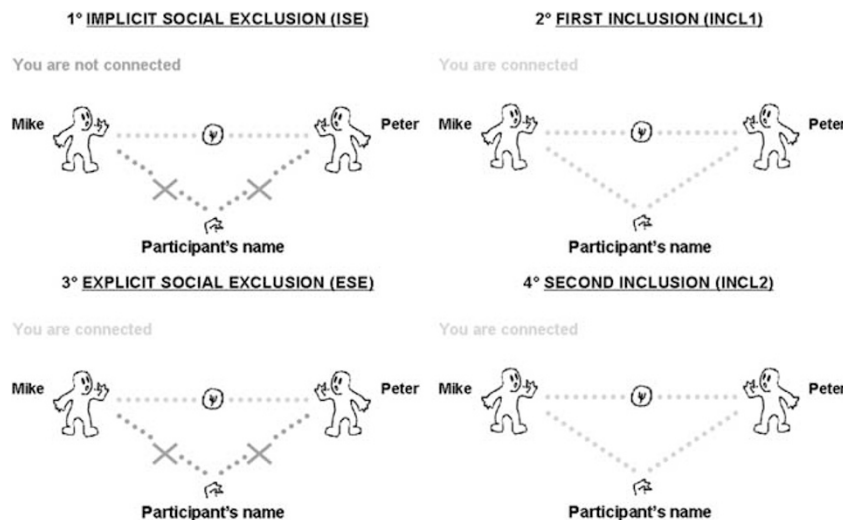 1° IMPLICIT SOCIAL EXCLUSION (ISE)
You are not connected
Mike
Peter
Participant's name
2° FIRST INCLUSION (INCL1)
You are connected
Mike
Peter
Participant's name
3° EXPLICIT SOCIAL EXCLUSION (ESE)
You are connected
Mike
Peter
Participant's name
4° SECOND INCLUSION (INCL2)
You are connected
Mike
Peter
Participant's name